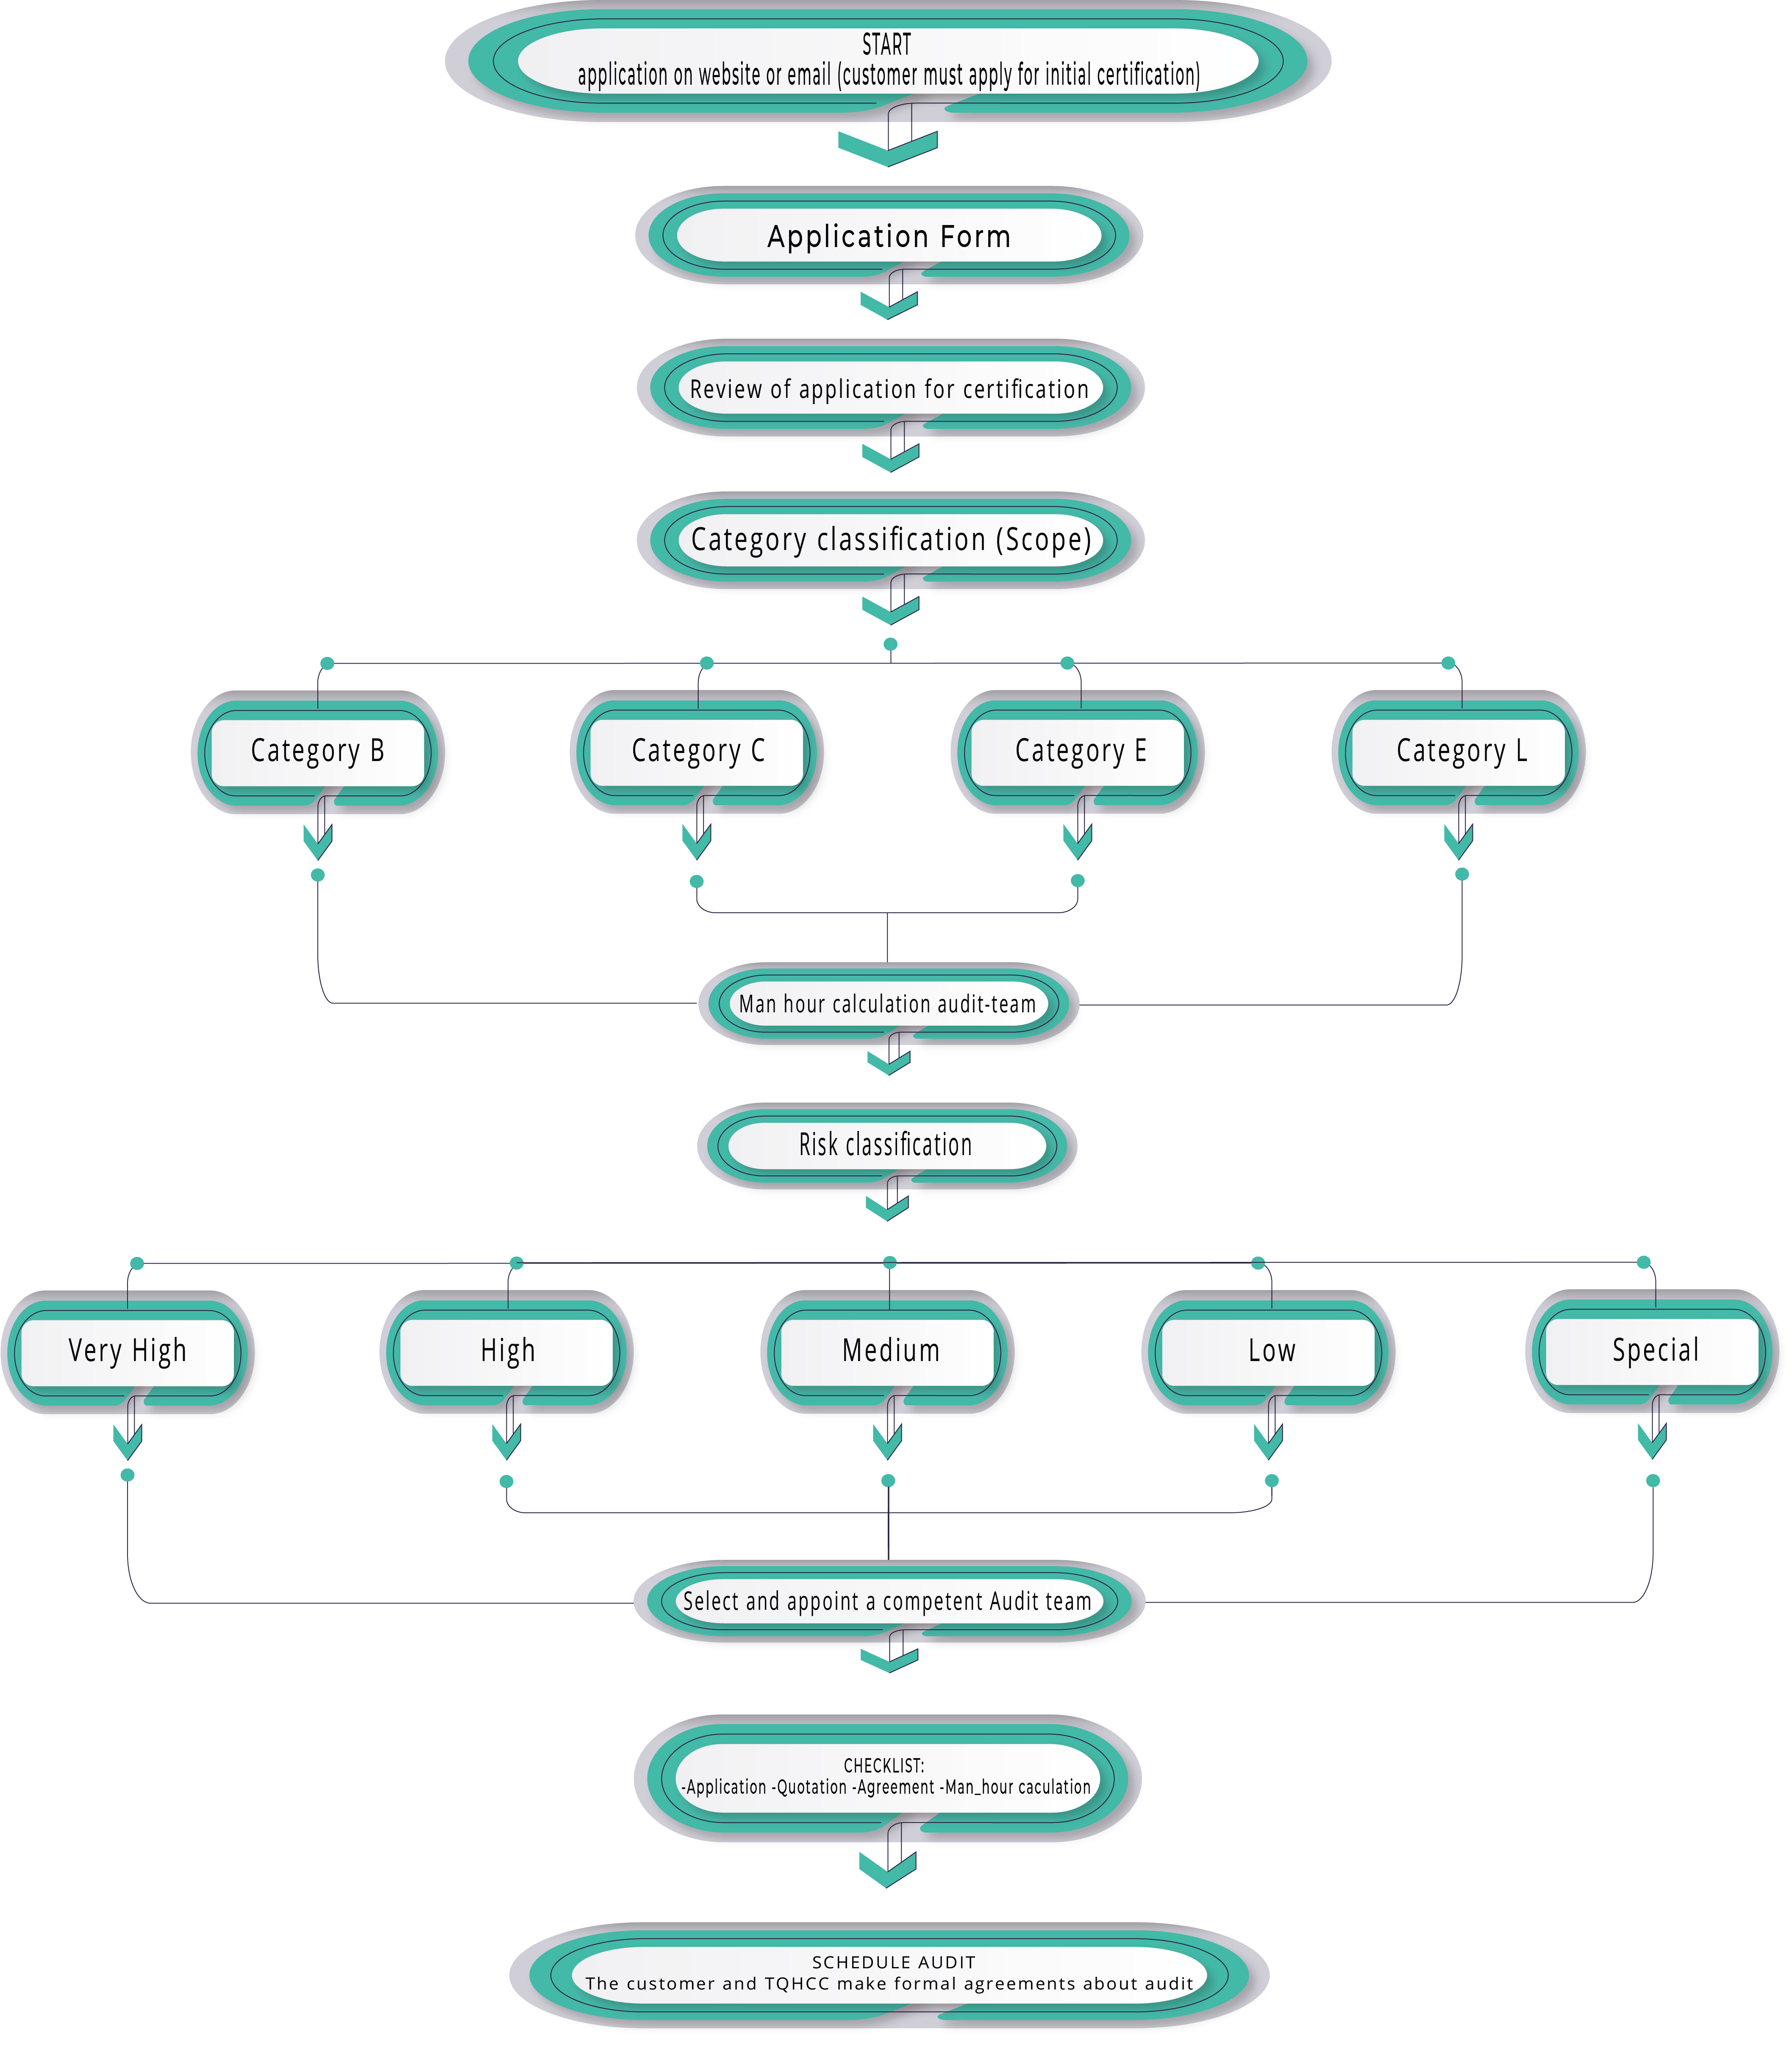 START
application on website or email (customer must apply for initial certification)
Application Form
Review of application for certification
Category classification (Scope)
Category B
Category C
Category E
Category L
Man hour calculation audit-team
Risk classification
Very High
High
Medium
Low
Special
Select and appoint a competent Audit team
CHECKLIST:
-Application -Quotation -Agreement -Man_hour caculation
SCHEDULE AUDIT
The customer and TQHCC make formal agreements about audit